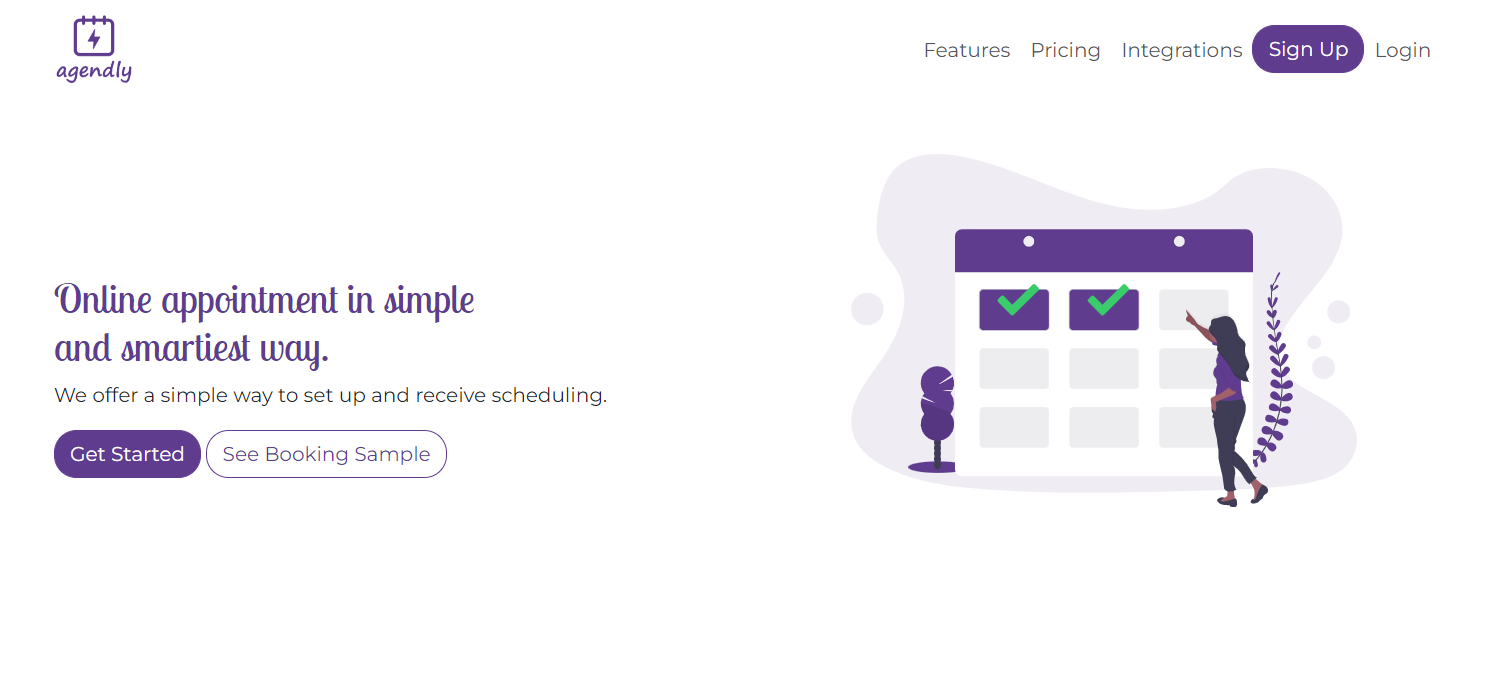 agendly
Features Pricing Integrations Sign Up Login
Online appointment in simple
and smartiest way.
We offer a simple way to set up and receive scheduling.
Get Started See Booking Sample